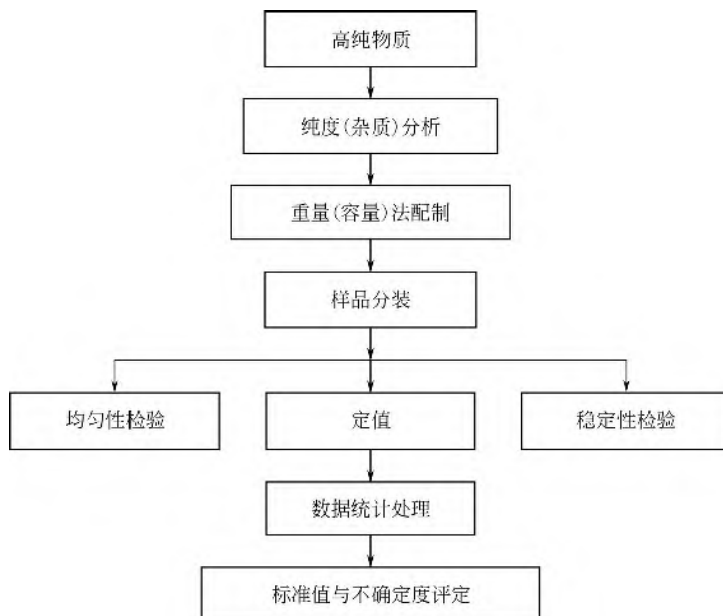 高纯物质
纯度(杂质)分析
重量(容量)法配制
样品分装
均匀性检验
定值
稳定性检验
数据统计处理
标准值与不确定度评定